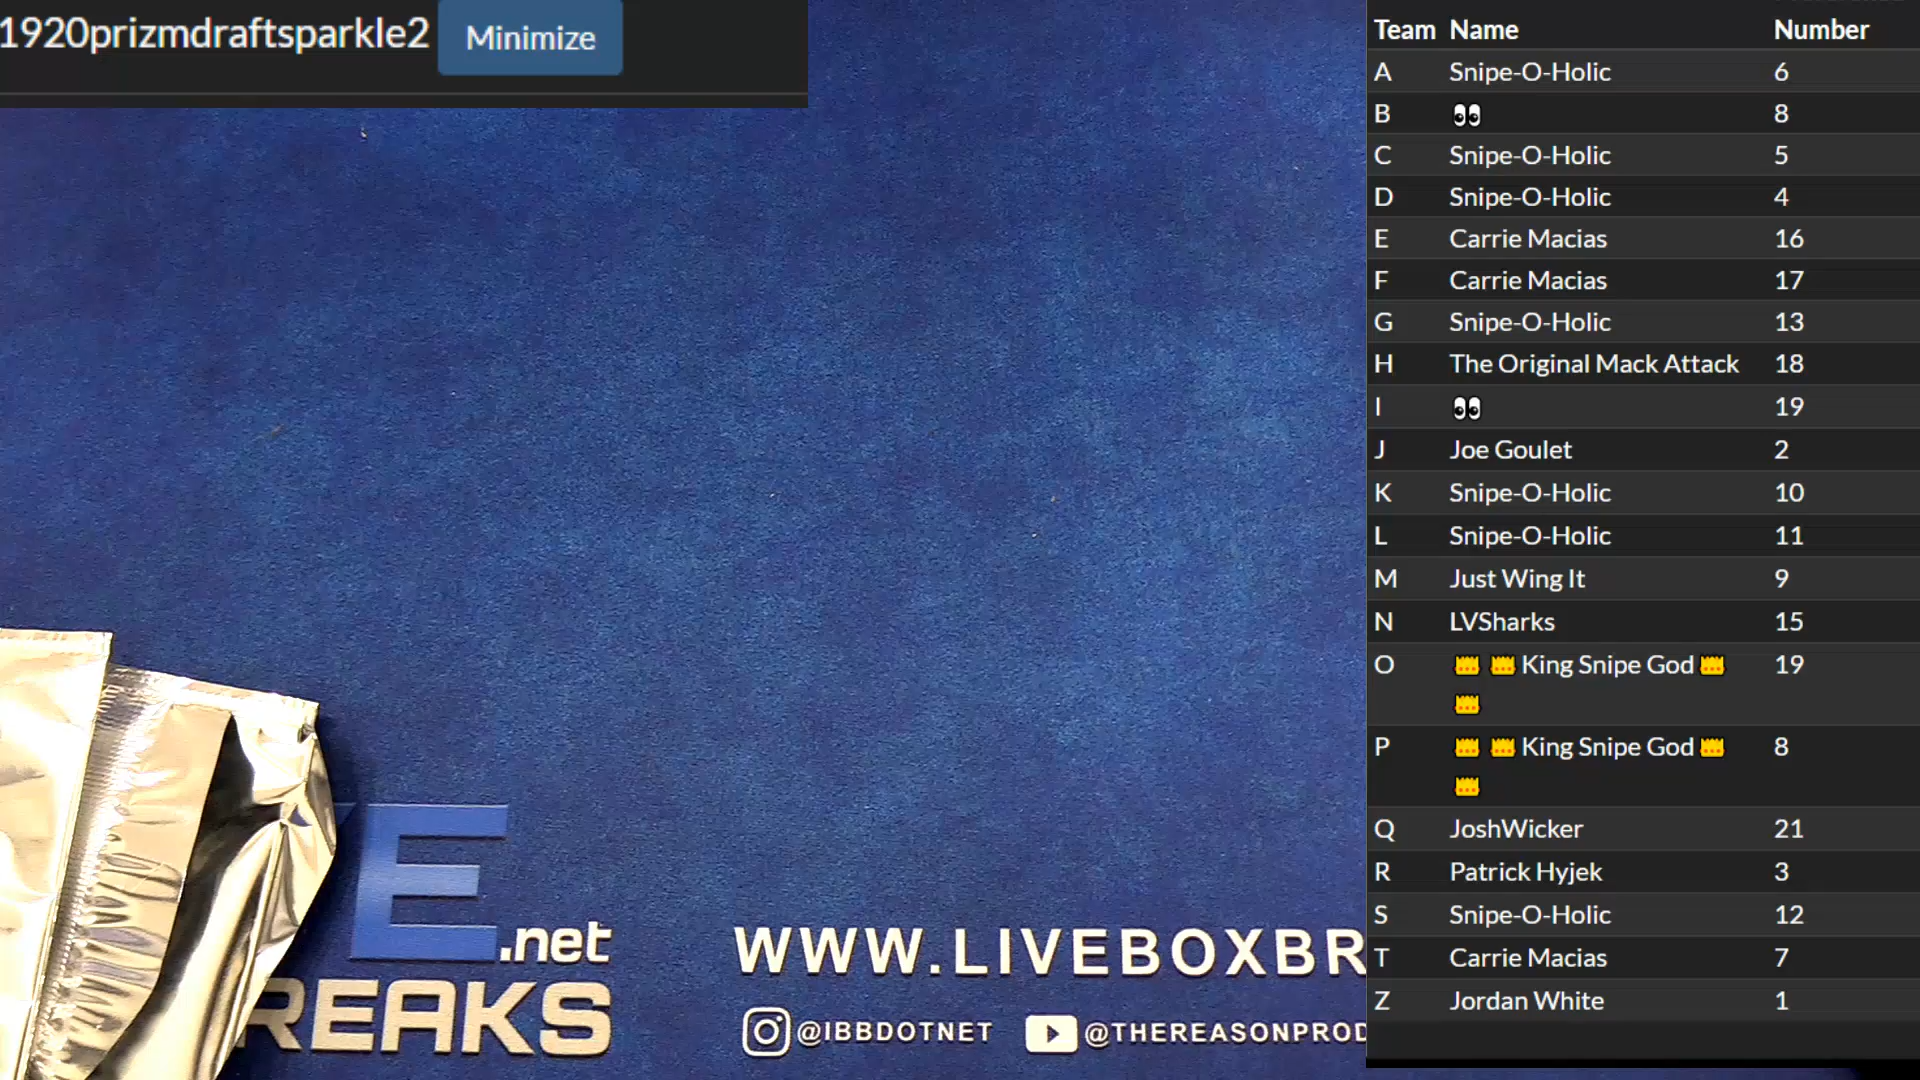 1920prizmdraftsparkle2 Minimize
Team Name Number
A Snipe-O-Holic 6
B 👀 8
C Snipe-O-Holic 5
D Snipe-O-Holic 4
E Carrie Macias 16
F Carrie Macias 17
G Snipe-O-Holic 13
H The Original Mack Attack 18
I 👀 19
J Joe Goulet 2
K Snipe-O-Holic 10
L Snipe-O-Holic 11
M Just Wing It 9
N LVSharks 15
O King Snipe God 19
P King Snipe God 8
Q JoshWicker 21
R Patrick Hyjek 3
S Snipe-O-Holic 12
T Carrie Macias 7
Z Jordan White 1
E.net
REAKS
WWW.LIVEBOXBR
@IBBDOTNET @THEREASONPROD